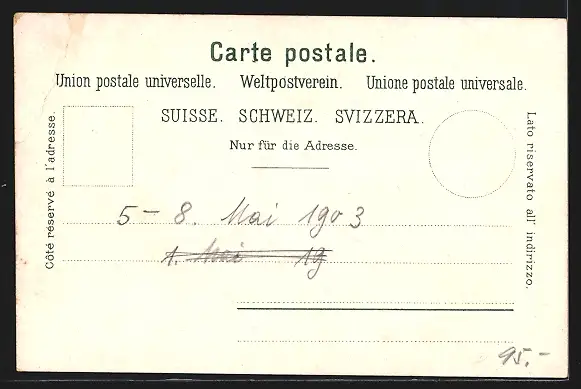 Carte postale.
Union postale universelle. Weltpostverein. Unione postale universale.
SUISSE. SCHWEIZ. SVIZZERA.
Nur für die Adresse.
Côté réservé à l'adresse.
Lato riservato all' indirizzo.
5 – 8. Mai 1903
1. Mai 19
95.-